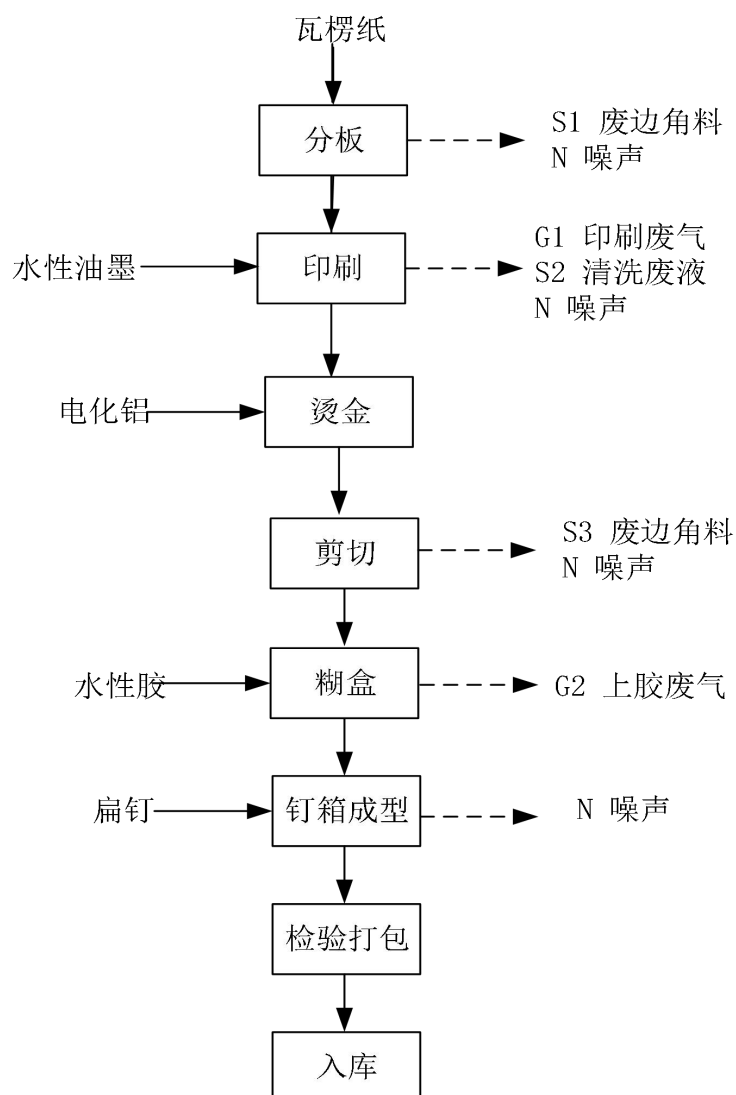 瓦楞纸
分板
S1 废边角料
N 噪声
水性油墨
印刷
G1 印刷废气
S2 清洗废液
N 噪声
电化铝
烫金
剪切
S3 废边角料
N 噪声
水性胶
糊盒
G2 上胶废气
扁钉
钉箱成型
N 噪声
检验打包
入库